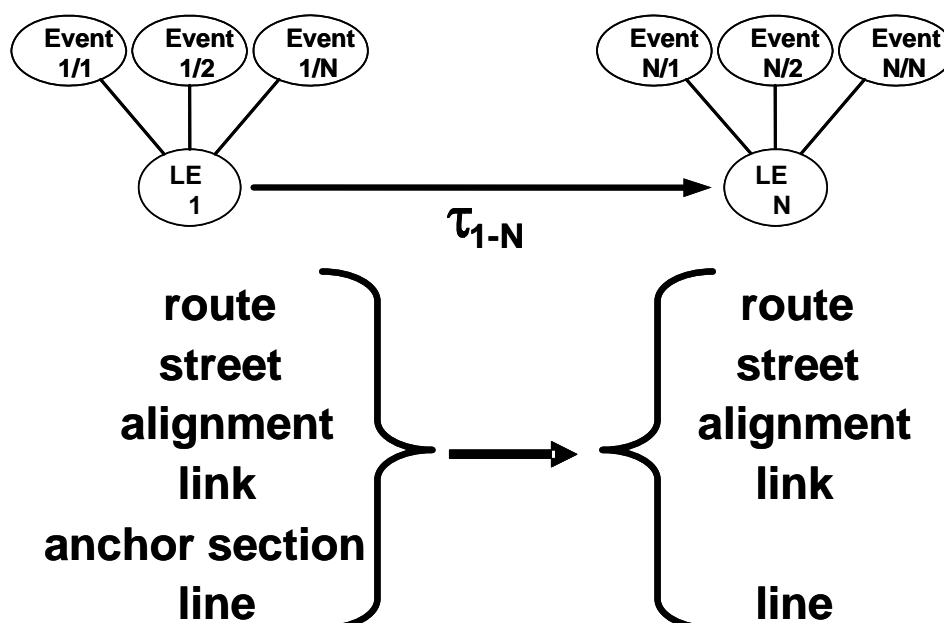 Event Event Event Event Event Event
1/1 1/2 1/N N/1 N/2 N/N
LE LE
1 N
τ1-N
route route
street street
alignment alignment
link link
anchor section
line line